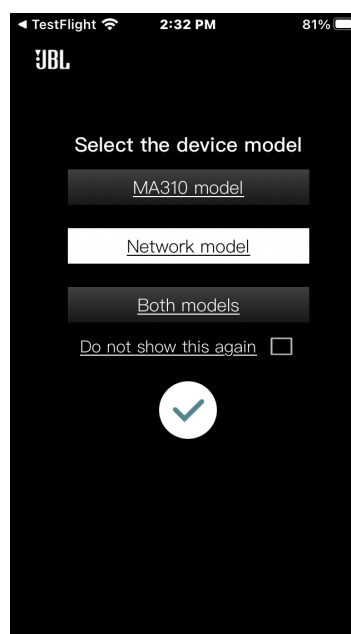 ◀ TestFlight 2:32 PM 81%
JBL
Select the device model
MA310 model
Network model
Both models
Do not show this again